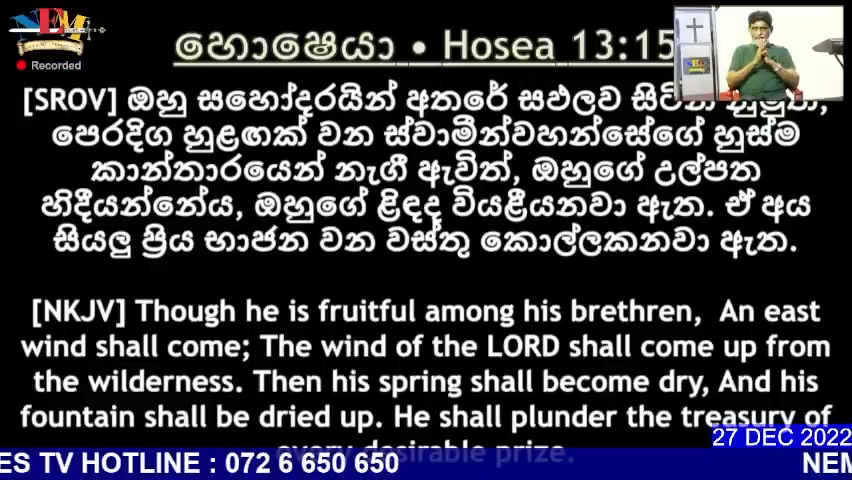 NEM
Recorded
හොෂෙයා • Hosea 13:15
[SROV] ඔහු සහෝදරයින් අතරේ සඵලව සිටින නුමුත්,
පෙරදිග හුළඟක් වන ස්වාමීන්වහන්සේගේ හුස්ම
කාන්තාරයෙන් නැගී ඇවිත්, ඔහුගේ උල්පත
හිදීයන්නේය, ඔහුගේ ළිඳද වියළීයනවා ඇත. ඒ අය
සියලු ප්‍රිය භාජන වන වස්තු කොල්ලකනවා ඇත.
[NKJV] Though he is fruitful among his brethren, An east
wind shall come; The wind of the LORD shall come up from
the wilderness. Then his spring shall become dry, And his
fountain shall be dried up. He shall plunder the treasury of
every desirable prize.
27 DEC 2022
ES TV HOTLINE : 072 6 650 650
NEM